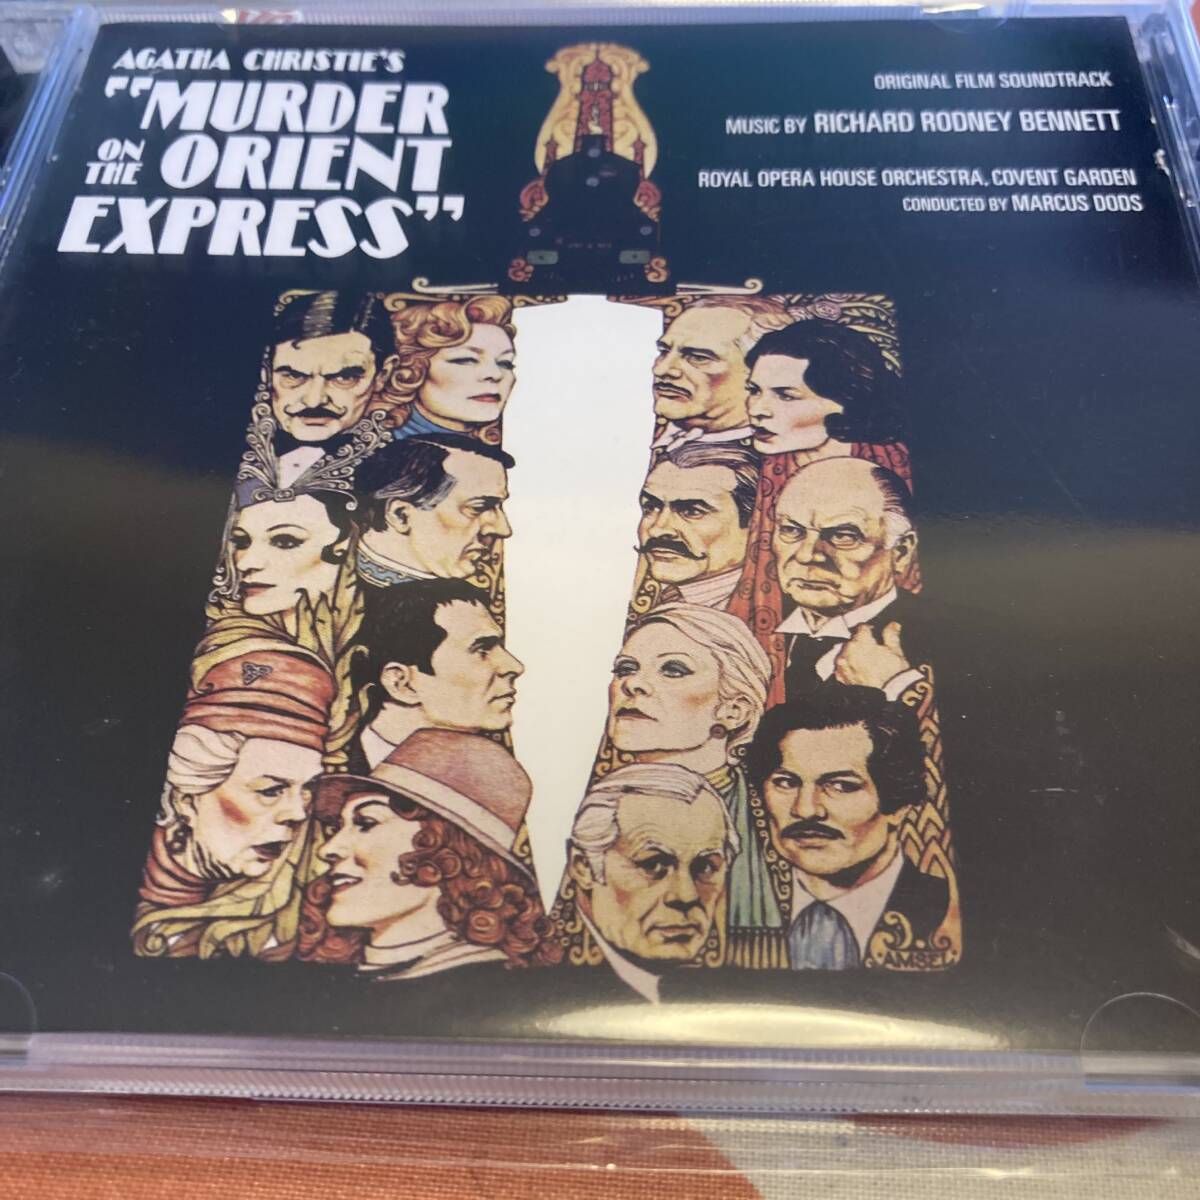 AGATHA CHRISTIE'S
"MURDER
ON THE ORIENT
EXPRESS"
ORIGINAL FILM SOUNDTRACK
MUSIC BY RICHARD RODNEY BENNETT
ROYAL OPERA HOUSE ORCHESTRA, COVENT GARDEN
CONDUCTED BY MARCUS DODS
·AMSEL·